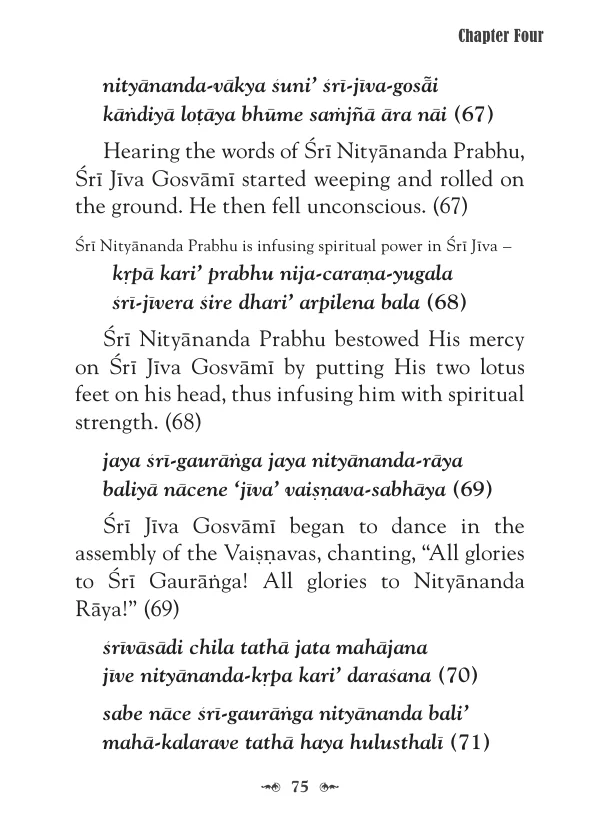 Chapter Four
nityānanda-vākya śuni’ śrī-jīva-gosā̃i
kāṅdiyā loṭāya bhūme saṁjñā āra nāi (67)
Hearing the words of Śrī Nityānanda Prabhu,
Śrī Jīva Gosvāmī started weeping and rolled on
the ground. He then fell unconscious. (67)
Śrī Nityānanda Prabhu is infusing spiritual power in Śrī Jīva –
kṛpā kari’ prabhu nija-caraṇa-yugala
śrī-jīvera śire dhari’ arpilena bala (68)
Śrī Nityānanda Prabhu bestowed His mercy
on Śrī Jīva Gosvāmī by putting His two lotus
feet on his head, thus infusing him with spiritual
strength. (68)
jaya śrī-gaurāṅga jaya nityānanda-rāya
baliyā nācene ‘jīva’ vaiṣṇava-sabhāya (69)
Śrī Jīva Gosvāmī began to dance in the
assembly of the Vaiṣṇavas, chanting, “All glories
to Śrī Gaurāṅga! All glories to Nityānanda
Rāya!” (69)
śrīvāsādi chila tathā jata mahājana
jīve nityānanda-kṛpa kari’ daraśana (70)
sabe nāce śrī-gaurāṅga nityānanda bali’
mahā-kalarave tathā haya hulusthalī (71)
75